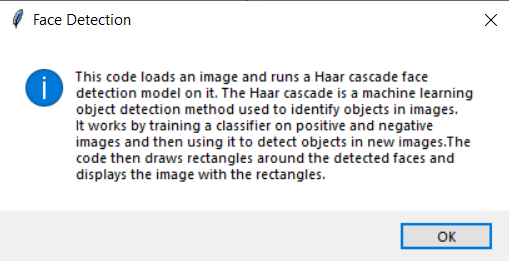 Face Detection
This code loads an image and runs a Haar cascade face
detection model on it. The Haar cascade is a machine learning
object detection method used to identify objects in images.
It works by training a classifier on positive and negative
images and then using it to detect objects in new images.The
code then draws rectangles around the detected faces and
displays the image with the rectangles.
OK